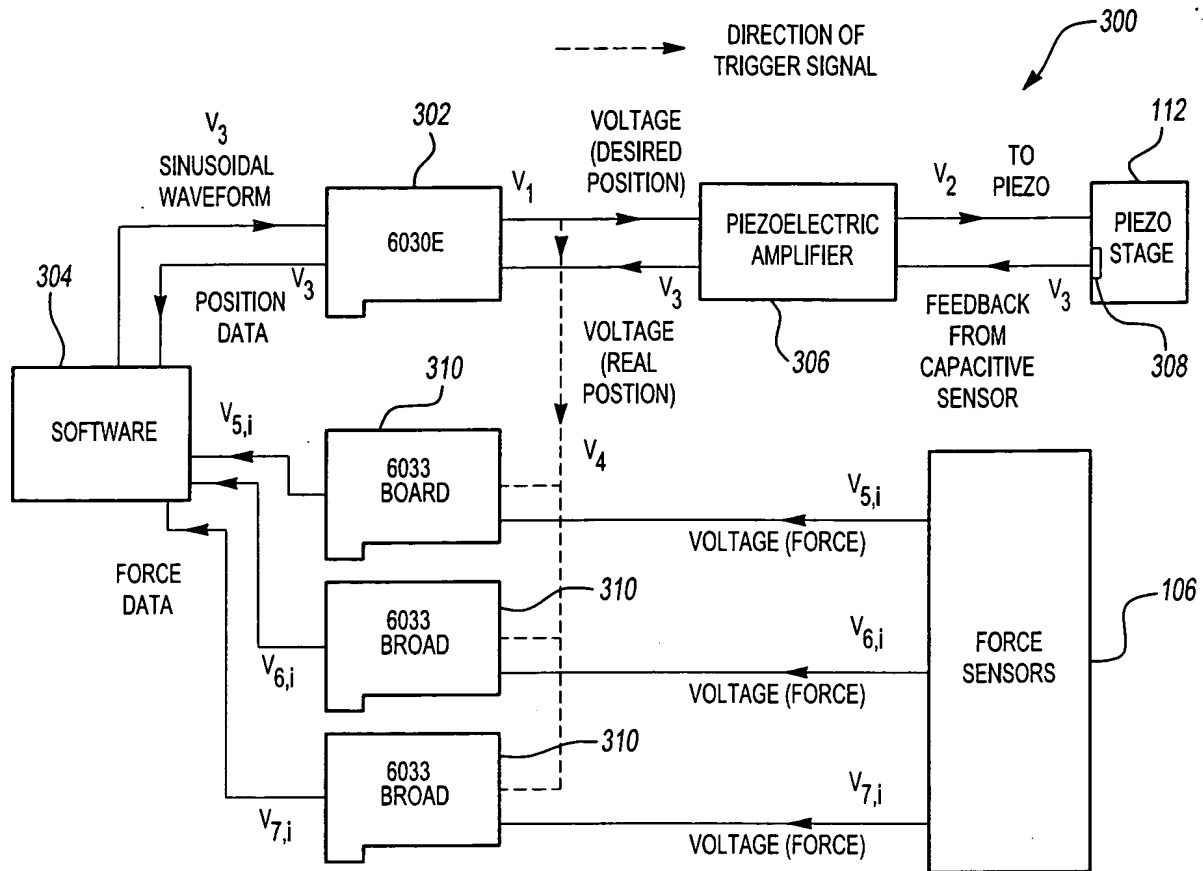 DIRECTION OF
TRIGGER SIGNAL
300
V3
SINUSOIDAL
WAVEFORM
302
6030E
V1
VOLTAGE
(DESIRED
POSITION)
PIEZOELECTRIC
AMPLIFIER
306
V2
TO
PIEZO
112
PIEZO
STAGE
V3
308
FEEDBACK
FROM
CAPACITIVE
SENSOR
V3
VOLTAGE
(REAL
POSTION)
V3
POSITION
DATA
304
SOFTWARE
V5,i
310
6033
BOARD
V4
V5,i
VOLTAGE (FORCE)
FORCE
DATA
V6,i
310
6033
BROAD
V6,i
VOLTAGE (FORCE)
V7,i
310
6033
BROAD
V7,i
VOLTAGE (FORCE)
FORCE
SENSORS
106